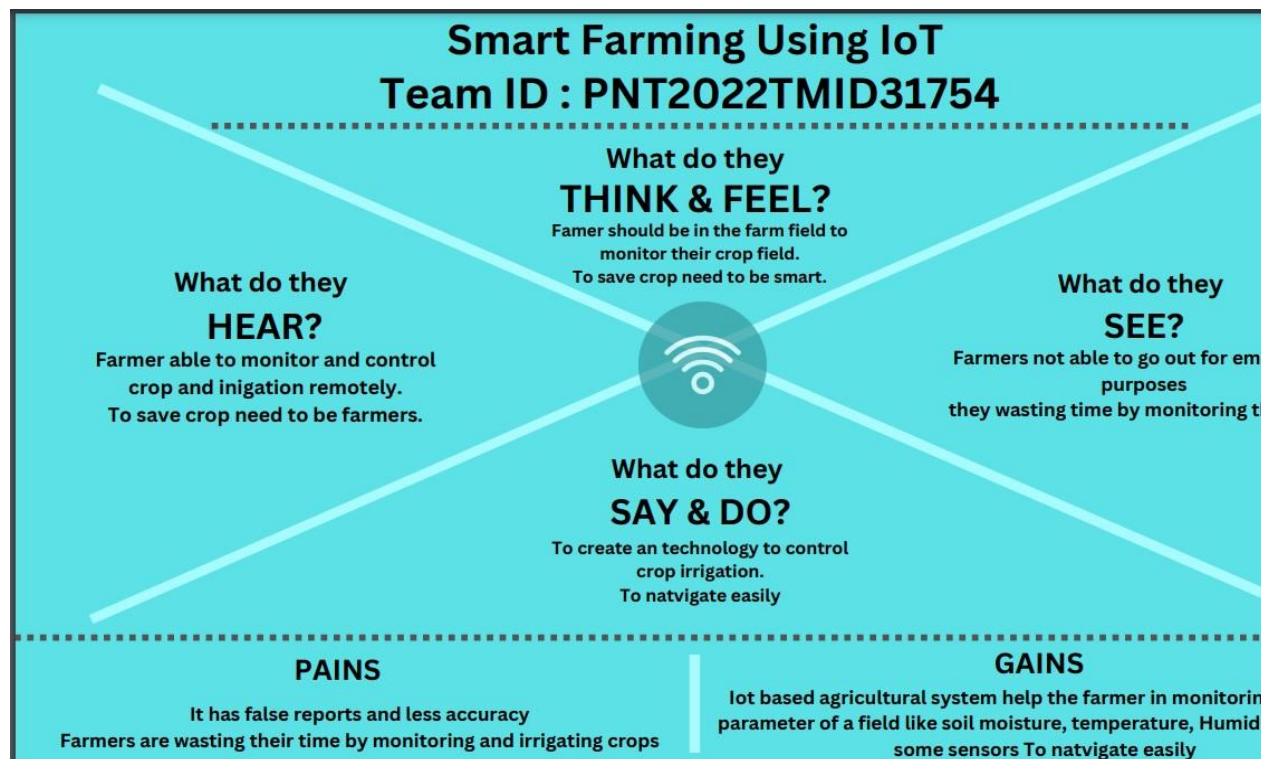 Smart Farming Using IoT
Team ID : PNT2022TMID31754
What do they
THINK & FEEL?
Famer should be in the farm field to
monitor their crop field.
To save crop need to be smart.
What do they
HEAR?
Farmer able to monitor and control
crop and inigation remotely.
To save crop need to be farmers.
What do they
SEE?
Farmers not able to go out for
purposes
they wasting time by monitoring
What do they
SAY & DO?
To create an technology to control
crop irrigation.
To natvigate easily
PAINS
It has false reports and less accuracy
Farmers are wasting their time by monitoring and irrigating crops
GAINS
Iot based agricultural system help the farmer in
parameter of a field like soil moisture, temperature,
some sensors To natvigate easily